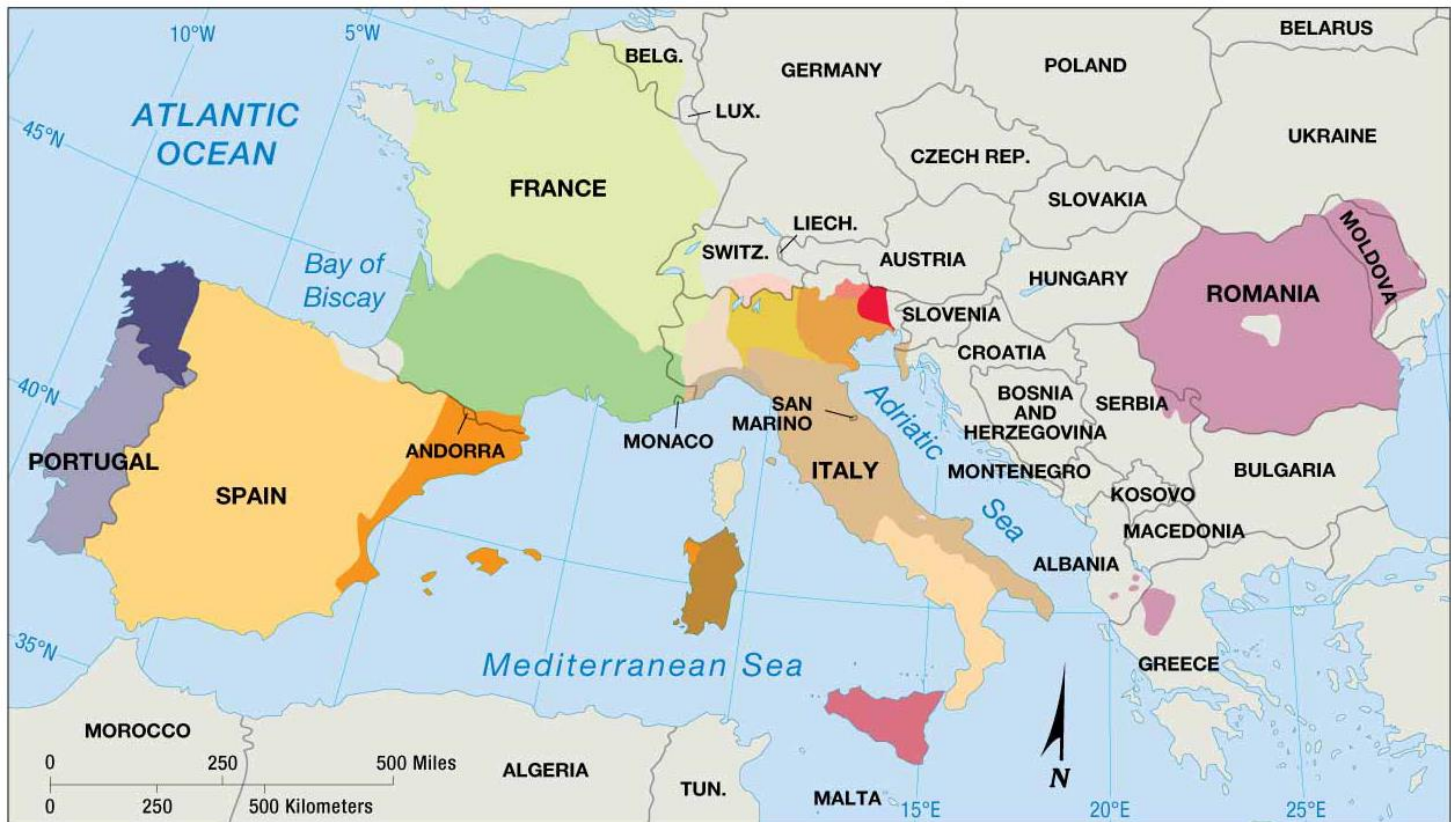 10°W
5°W
BELARUS
BELG.
GERMANY
POLAND
LUX.
ATLANTIC
OCEAN
45°N
UKRAINE
CZECH REP.
FRANCE
SLOVAKIA
LIECH.
SWITZ.
AUSTRIA
MOLDOVA
Bay of
Biscay
HUNGARY
ROMANIA
SLOVENIA
CROATIA
40°N
BOSNIA
AND
HERZEGOVINA
SERBIA
SAN
MARINO
Adriatic
Sea
MONACO
ANDORRA
PORTUGAL
SPAIN
ITALY
MONTENEGRO
BULGARIA
KOSOVO
MACEDONIA
ALBANIA
35°N
Mediterranean Sea
GREECE
MOROCCO
ALGERIA
TUN.
MALTA
N
0 250 500 Miles
0 250 500 Kilometers
15°E
20°E
25°E